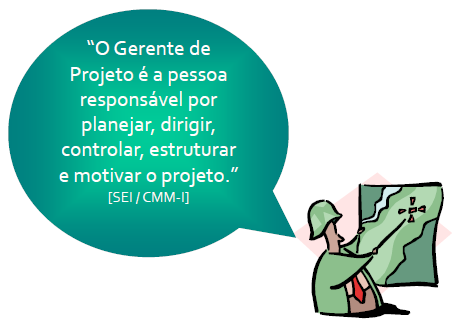 “O Gerente de
Projeto é a pessoa
responsável por
planejar, dirigir,
controlar, estruturar
e motivar o projeto.”
[SEI / CMM-I]